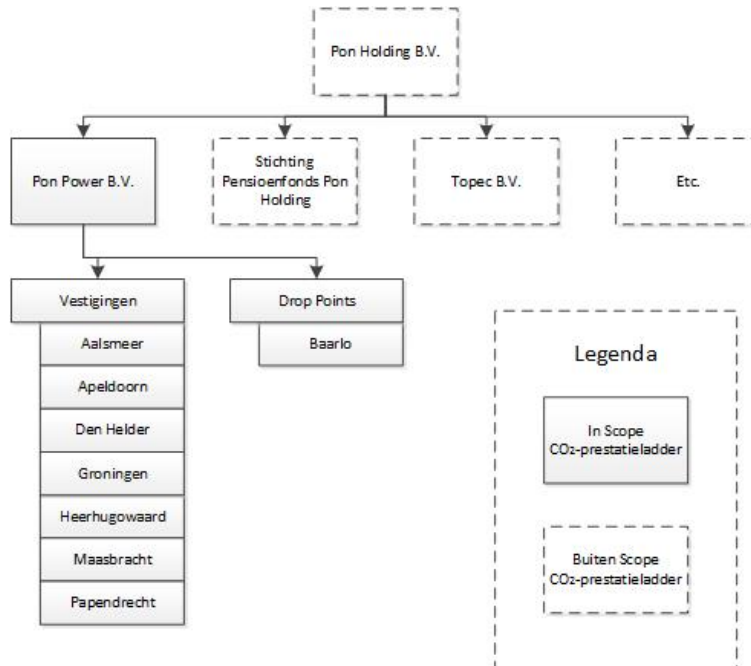 Pon Holding B.V.
Pon Power B.V.
Stichting
Pensioenfonds Pon
Holding
Topec B.V.
Etc.
Vestigingen
Aalsmeer
Apeldoorn
Den Helder
Groningen
Heerhugowaard
Maasbracht
Papendrecht
Drop Points
Baarlo
Legenda
In Scope
CO₂-prestatieladder
Buiten Scope
CO₂-prestatieladder